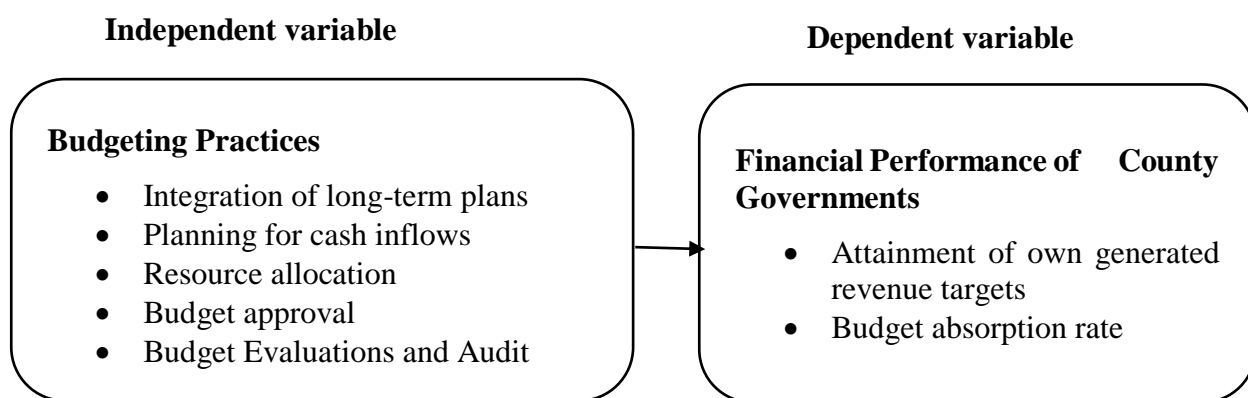 Independent variable
Dependent variable
Budgeting Practices
• Integration of long-term plans
• Planning for cash inflows
• Resource allocation
• Budget approval
• Budget Evaluations and Audit
Financial Performance of County
Governments
• Attainment of own generated
revenue targets
• Budget absorption rate